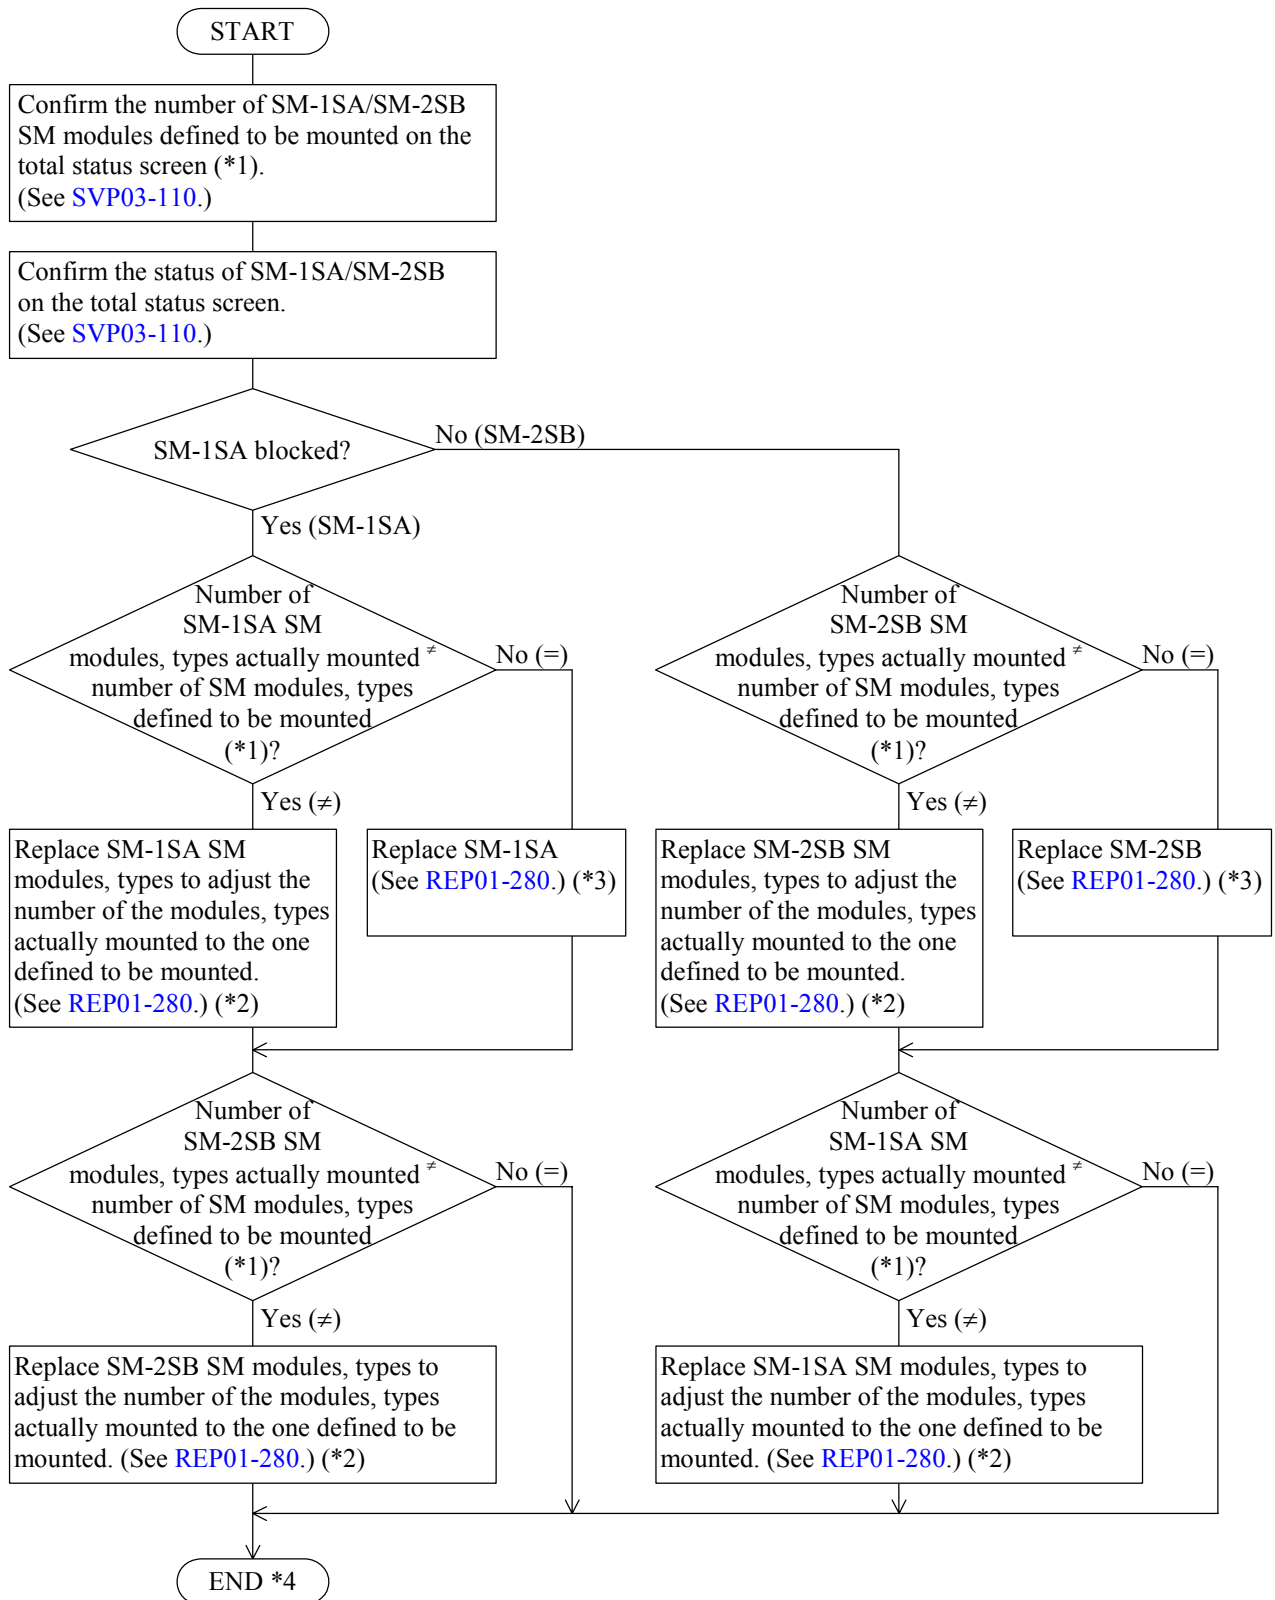 START
Confirm the number of SM-1SA/SM-2SB
SM modules defined to be mounted on the
total status screen (*1).
(See SVP03-110.)
Confirm the status of SM-1SA/SM-2SB
on the total status screen.
(See SVP03-110.)
SM-1SA blocked?
No (SM-2SB)
Yes (SM-1SA)
Number of
SM-1SA SM
modules, types actually mounted ≠
number of SM modules, types
defined to be mounted
(*1)?
No (=)
Yes (≠)
Number of
SM-2SB SM
modules, types actually mounted ≠
number of SM modules, types
defined to be mounted
(*1)?
No (=)
Yes (≠)
Replace SM-1SA SM
modules, types to adjust the
number of the modules, types
actually mounted to the one
defined to be mounted.
(See REP01-280.) (*2)
Replace SM-1SA
(See REP01-280.) (*3)
Replace SM-2SB SM
modules, types to adjust the
number of the modules, types
actually mounted to the one
defined to be mounted.
(See REP01-280.) (*2)
Replace SM-2SB
(See REP01-280.) (*3)
Number of
SM-2SB SM
modules, types actually mounted ≠
number of SM modules, types
defined to be mounted
(*1)?
No (=)
Yes (≠)
Number of
SM-1SA SM
modules, types actually mounted ≠
number of SM modules, types
defined to be mounted
(*1)?
No (=)
Yes (≠)
Replace SM-2SB SM modules, types to
adjust the number of the modules, types
actually mounted to the one defined to be
mounted. (See REP01-280.) (*2)
Replace SM-1SA SM modules, types to
adjust the number of the modules, types
actually mounted to the one defined to be
mounted. (See REP01-280.) (*2)
END *4